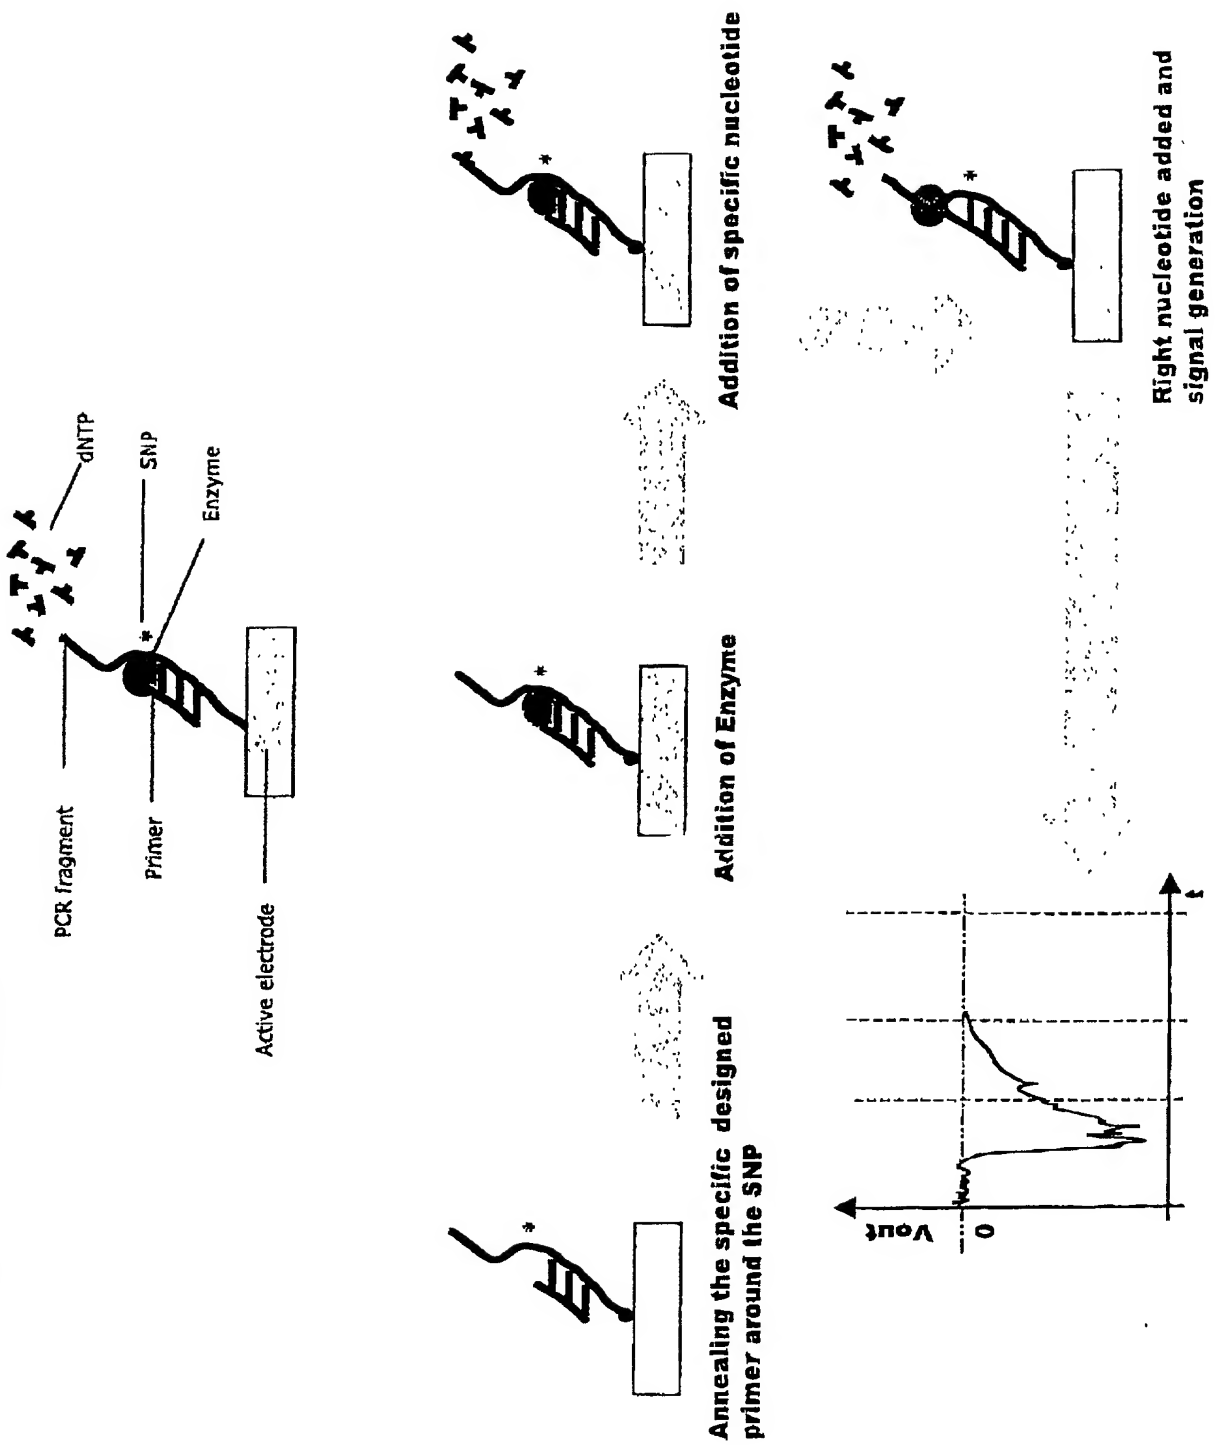 PCR fragment
dNTP
Primer
SNP
Enzyme
Active electrode
Annealing the specific designed
primer around the SNP
Addition of Enzyme
Addition of specific nucleotide
Right nucleotide added and
signal generation
Vout
0
t